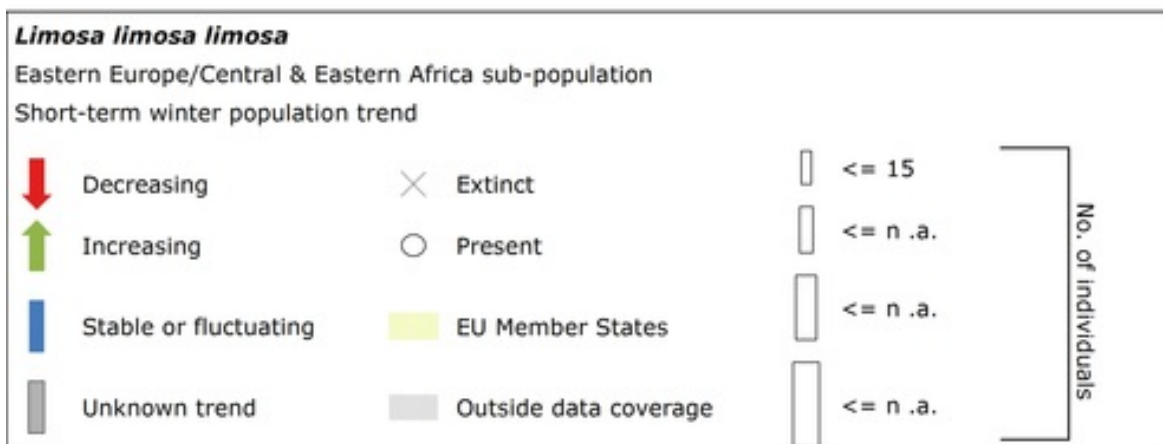 Limosa limosa limosa
Eastern Europe/Central & Eastern Africa sub-population
Short-term winter population trend
Decreasing
Increasing
Stable or fluctuating
Unknown trend
Extinct
Present
EU Member States
Outside data coverage
<= 15
<= n .a.
<= n .a.
<= n .a.
No. of individuals